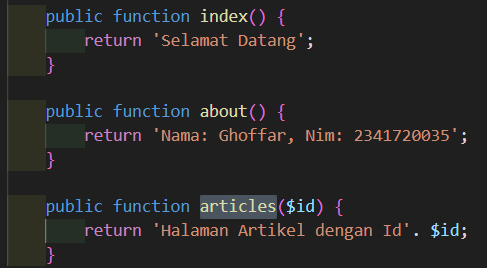 public function index() {
    return 'Selamat Datang';
}
public function about() {
    return 'Nama: Ghoffar, Nim: 2341720035';
}
public function articles($id) {
    return 'Halaman Artikel dengan Id'. $id;
}